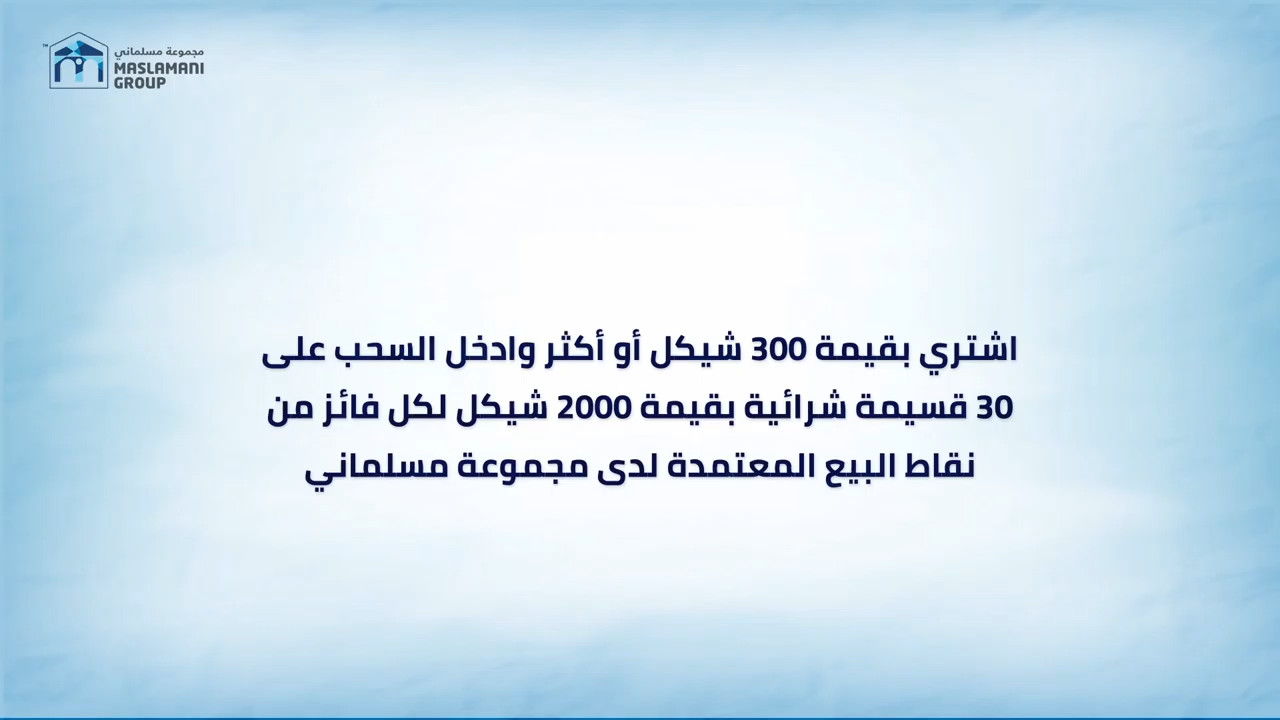 مجموعة مسلماني
MASLAMANI
GROUP
TM
اشتري بقيمة 300 شيكل أو أكثر وادخل السحب على
30 قسيمة شرائية بقيمة 2000 شيكل لكل فائز من
نقاط البيع المعتمدة لدى مجموعة مسلماني